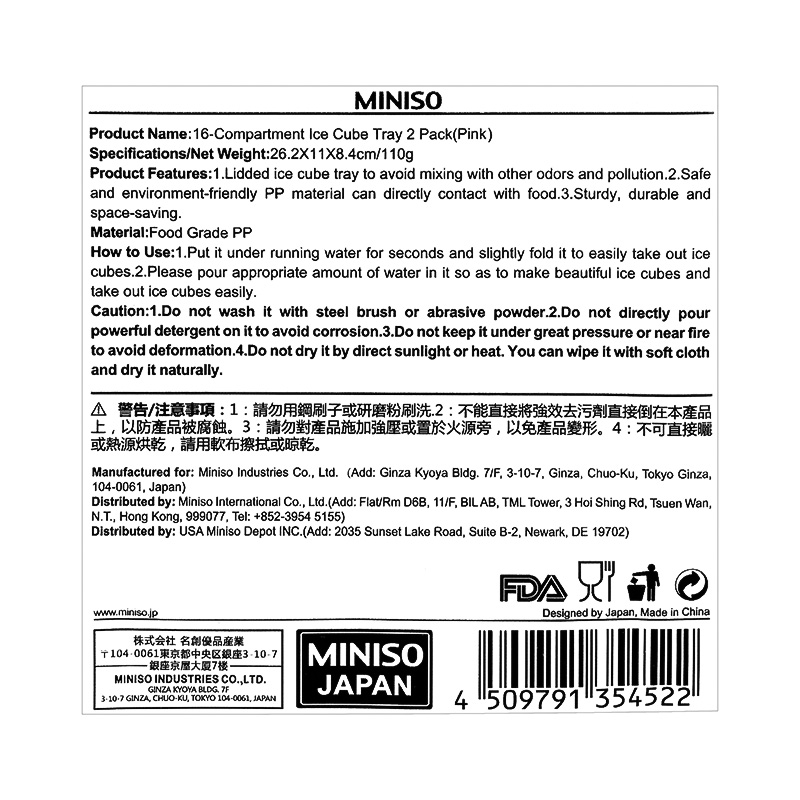 MINISO
Product Name:16-Compartment Ice Cube Tray 2 Pack(Pink)
Specifications/Net Weight:26.2X11X8.4cm/110g
Product Features:1.Lidded ice cube tray to avoid mixing with other odors and pollution.2.Safe
and environment-friendly PP material can directly contact with food.3.Sturdy, durable and
space-saving.
Material:Food Grade PP
How to Use:1.Put it under running water for seconds and slightly fold it to easily take out ice
cubes.2.Please pour appropriate amount of water in it so as to make beautiful ice cubes and
take out ice cubes easily.
Caution:1.Do not wash it with steel brush or abrasive powder.2.Do not directly pour
powerful detergent on it to avoid corrosion.3.Do not keep it under great pressure or near fire
to avoid deformation.4.Do not dry it by direct sunlight or heat. You can wipe it with soft cloth
and dry it naturally.
⚠ 警告/注意事項：1：請勿用鋼刷子或研磨粉刷洗.2：不能直接將強效去污劑直接倒在本產品
上，以防產品被腐蝕。3：請勿對產品施加強壓或置於火源旁，以免產品變形。4：不可直接曬
或熱源烘乾，請用軟布擦拭或晾乾。
Manufactured for: Miniso Industries Co., Ltd. (Add: Ginza Kyoya Bldg. 7/F, 3-10-7, Ginza, Chuo-Ku, Tokyo Ginza,
104-0061, Japan)
Distributed by: Miniso International Co., Ltd.(Add: Flat/Rm D6B, 11/F, BILAB, TML Tower, 3 Hoi Shing Rd, Tsuen Wan,
N.T., Hong Kong, 999077, Tel: +852-3954 5155)
Distributed by: USA Miniso Depot INC.(Add: 2035 Sunset Lake Road, Suite B-2, Newark, DE 19702)
FDA
www.miniso.jp
Designed by Japan, Made in China
株式会社 名創優品産業
〒104-0061東京都中央区銀座3-10-7
銀座京屋大厦7楼
MINISO INDUSTRIES CO.,LTD.
GINZA KYOYA BLDG. 7F
3-10-7 GINZA, CHUO-KU, TOKYO 104-0061, JAPAN
MINISO
JAPAN
4 509791 354522